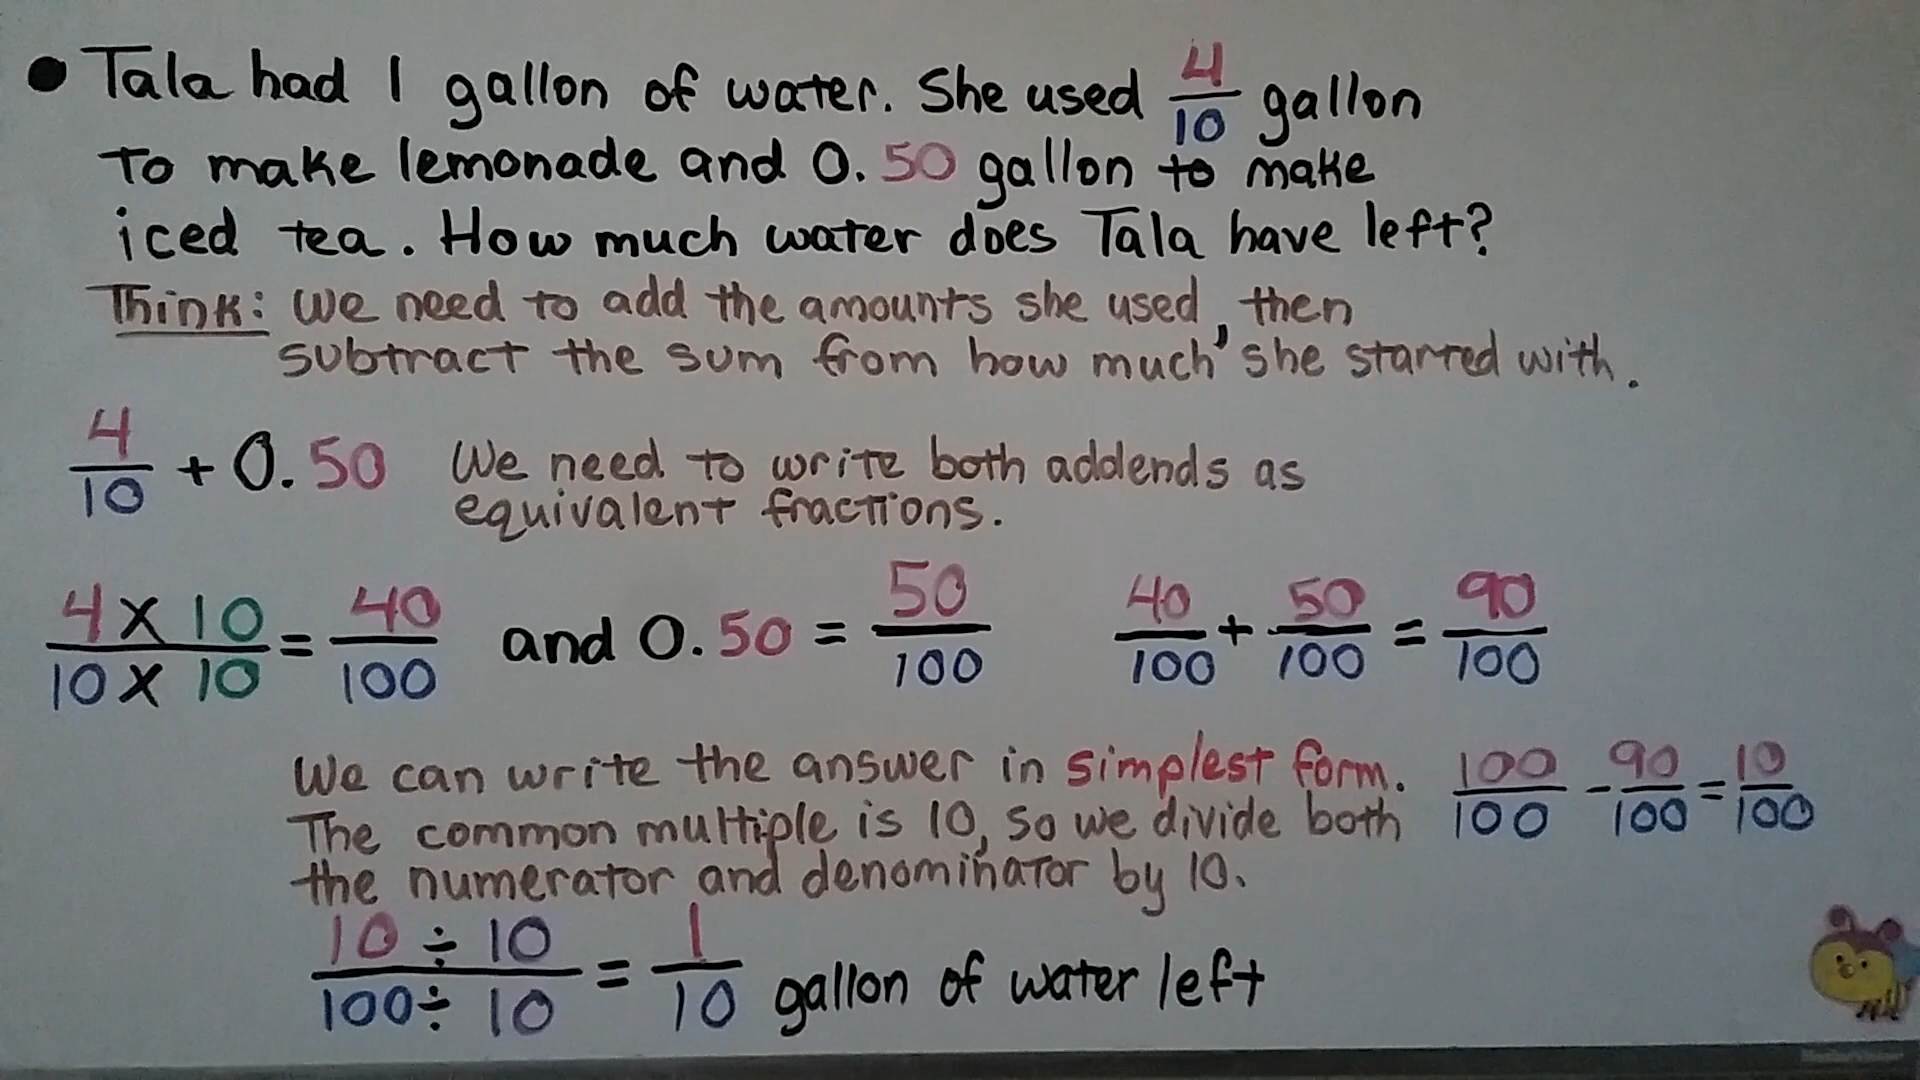 • Tala had 1 gallon of water. She used 4/10 gallon
to make lemonade and 0.50 gallon to make
iced tea. How much water does Tala have left?
Think: We need to add the amounts she used, then
subtract the sum from how much she started with.
4/10 + 0.50 We need to write both addends as
equivalent fractions.
4 x 10 / 10 x 10 = 40/100 and 0.50 = 50/100 40/100 + 50/100 = 90/100
We can write the answer in simplest form. 100/100 - 90/100 = 10/100
The common multiple is 10, so we divide both
the numerator and denominator by 10.
10 ÷ 10 / 100 ÷ 10 = 1/10 gallon of water left